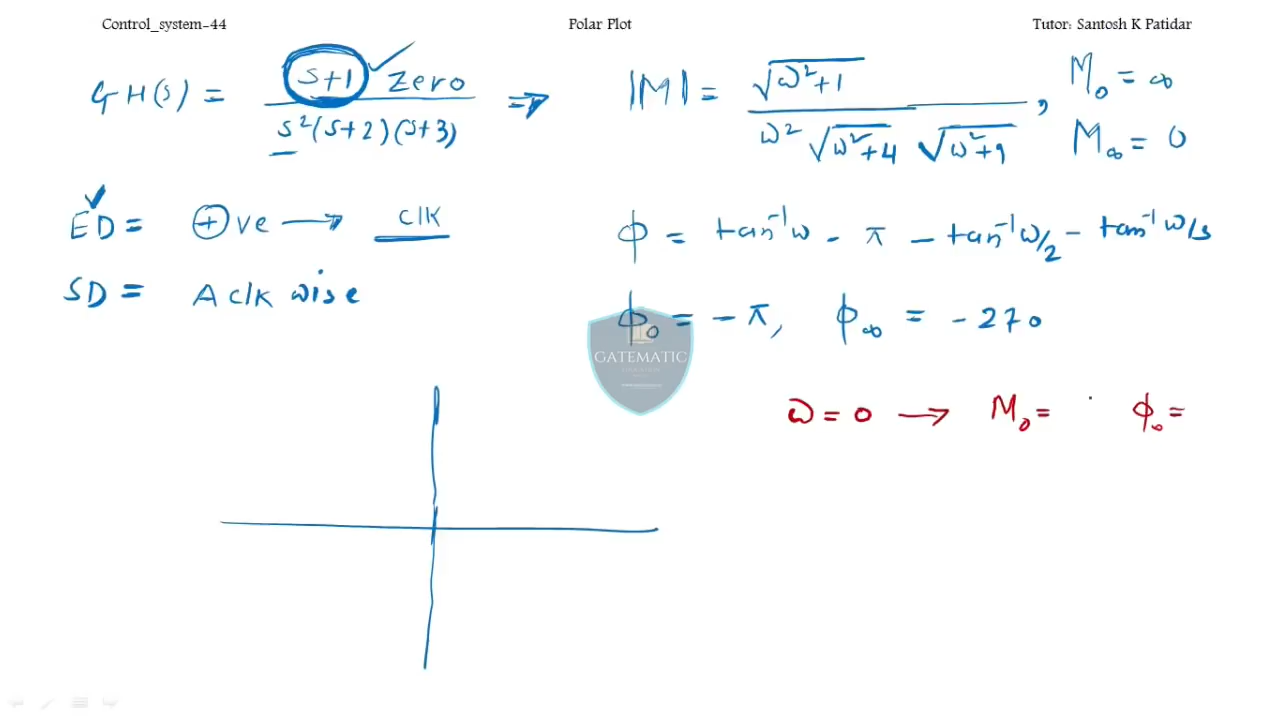 Control_system-44 Polar Plot Tutor: Santosh K Patidar
GH(s) = s+1 / s²(s+2)(s+3) ✓ Zero ⇒ |M| = √ω²+1 / ω² √ω²+4 √ω²+9 , M₀ = ∞
M∞ = 0
ED = +ve → clk
ϕ = tan⁻¹ω - π - tan⁻¹ω/2 - tan⁻¹ω/3
SD = Aclk wise
ϕ₀ = -π, ϕ∞ = -270
GATEMATIC
ω = 0 → M₀ = ϕ₀ =